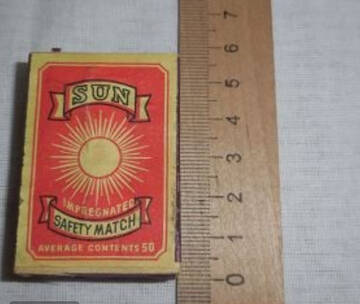 SUN
IMPREGNATED
SAFETY MATCH
AVERAGE CONTENTS 50
7
6
5
4
3
2
1
0